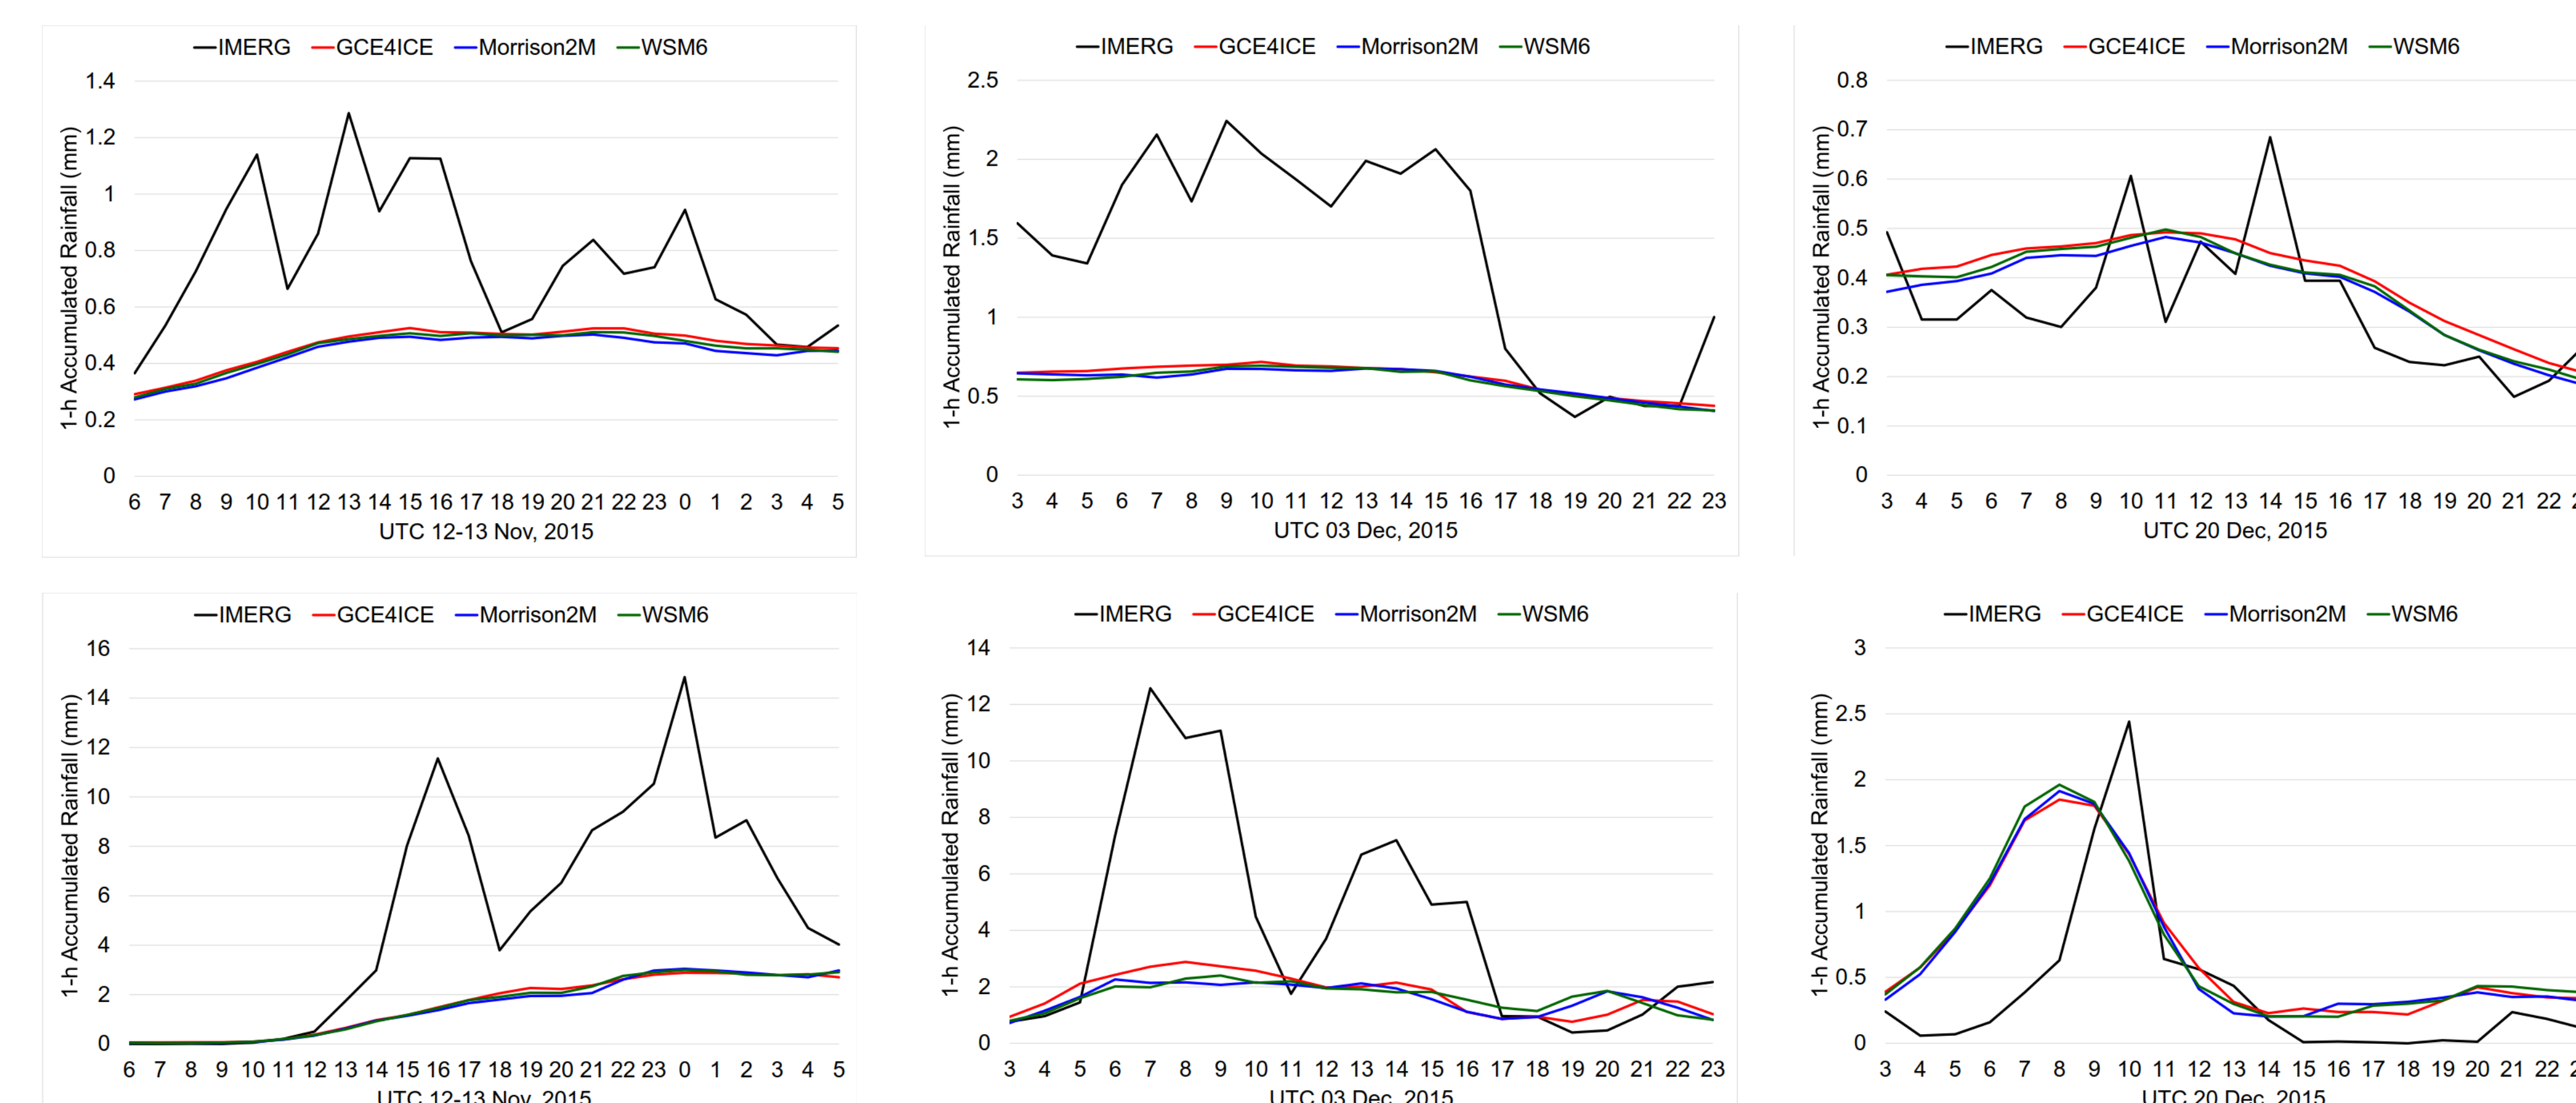 IMERG GCE4ICE Morrison2M WSM6
1-h Accumulated Rainfall (mm)
1.4
1.2
1
0.8
0.6
0.4
0.2
0
6 7 8 9 10 11 12 13 14 15 16 17 18 19 20 21 22 23 0 1 2 3 4 5
UTC 12-13 Nov, 2015
IMERG GCE4ICE Morrison2M WSM6
1-h Accumulated Rainfall (mm)
2.5
2
1.5
1
0.5
0
3 4 5 6 7 8 9 10 11 12 13 14 15 16 17 18 19 20 21 22 23
UTC 03 Dec, 2015
IMERG GCE4ICE Morrison2M WSM6
1-h Accumulated Rainfall (mm)
0.8
0.7
0.6
0.5
0.4
0.3
0.2
0.1
0
3 4 5 6 7 8 9 10 11 12 13 14 15 16 17 18 19 20 21 22
UTC 20 Dec, 2015
IMERG GCE4ICE Morrison2M WSM6
1-h Accumulated Rainfall (mm)
16
14
12
10
8
6
4
2
0
6 7 8 9 10 11 12 13 14 15 16 17 18 19 20 21 22 23 0 1 2 3 4 5
UTC 12-13 Nov, 2015
IMERG GCE4ICE Morrison2M WSM6
1-h Accumulated Rainfall (mm)
14
12
10
8
6
4
2
0
3 4 5 6 7 8 9 10 11 12 13 14 15 16 17 18 19 20 21 22 23
UTC 03 Dec, 2015
IMERG GCE4ICE Morrison2M WSM6
1-h Accumulated Rainfall (mm)
3
2.5
2
1.5
1
0.5
0
3 4 5 6 7 8 9 10 11 12 13 14 15 16 17 18 19 20 21 22
UTC 20 Dec, 2015